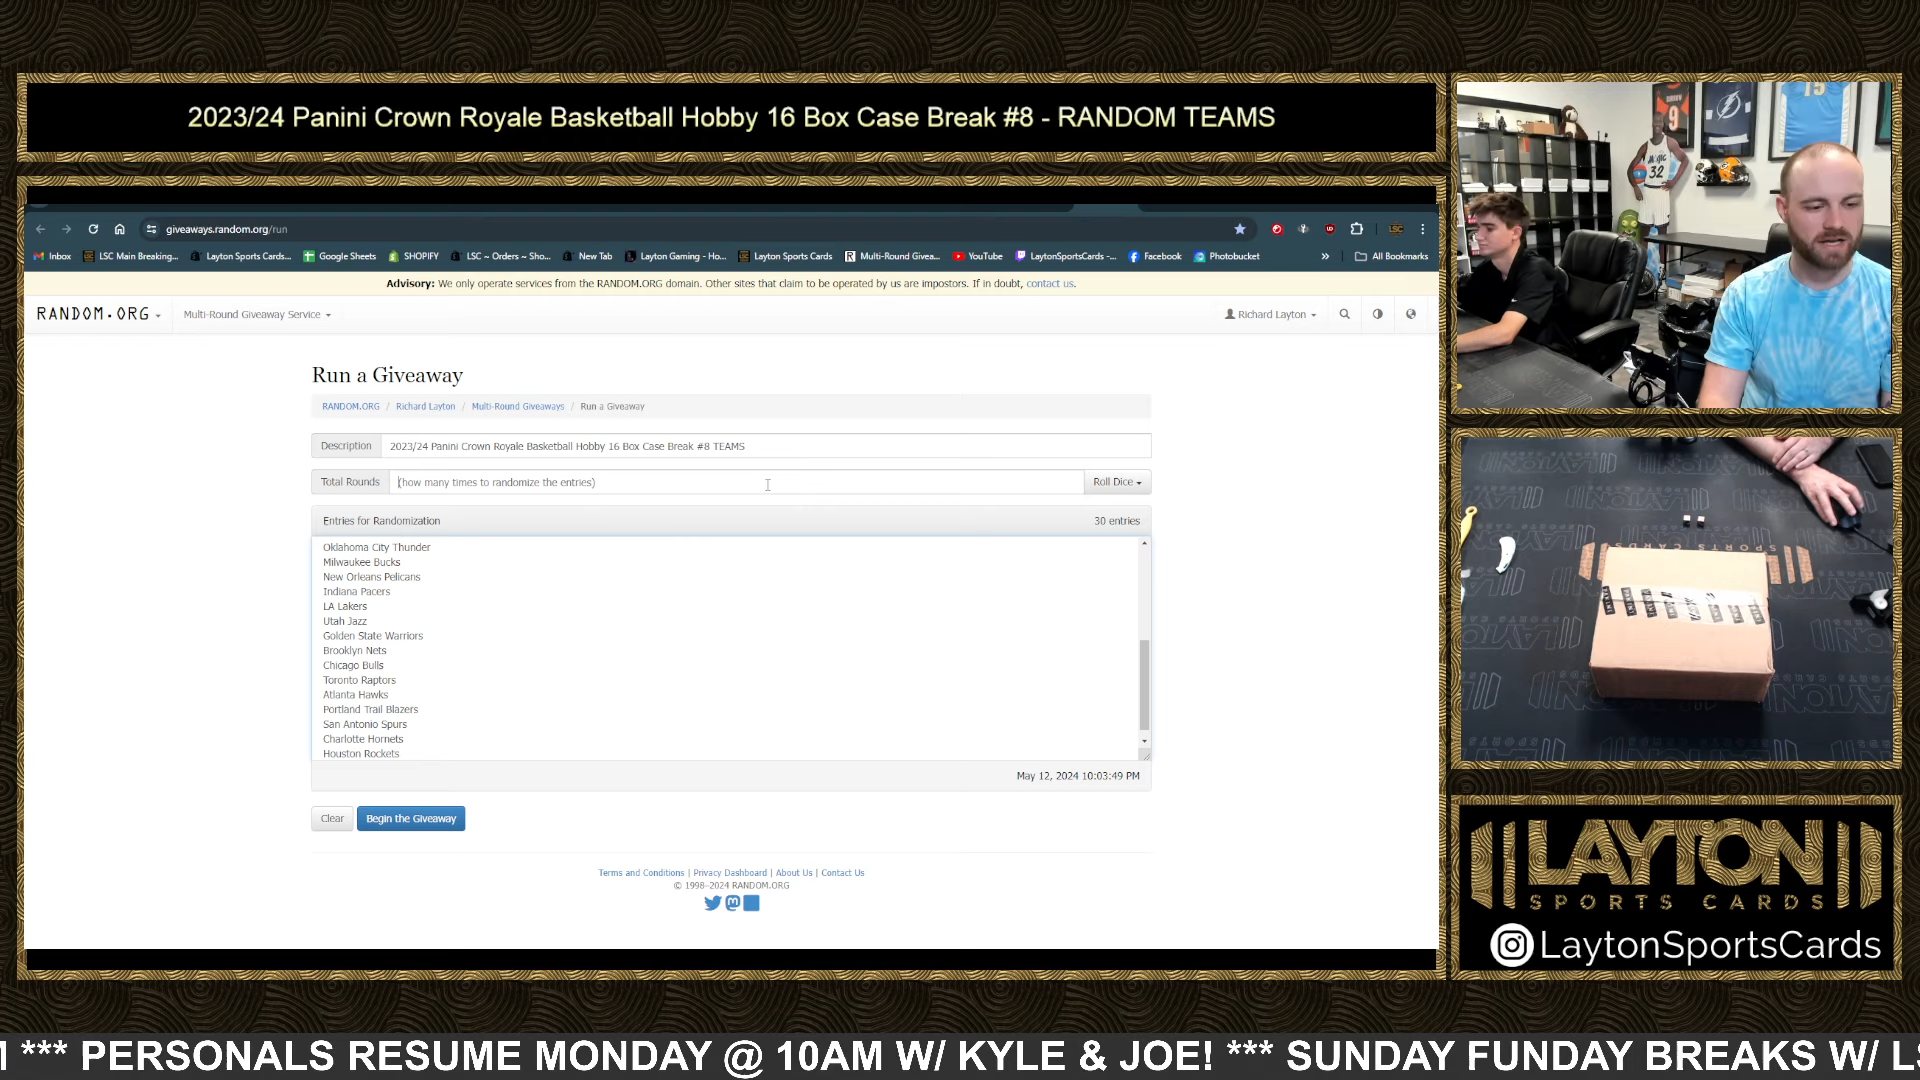 2023/24 Panini Crown Royale Basketball Hobby 16 Box Case Break #8 - RANDOM TEAMS
giveaways.random.org/run
Inbox LSC Main Breaking... Layton Sports Cards... Google Sheets SHOPIFY LSC ~ Orders ~ Sho... New Tab Layton Gaming - Ho... Layton Sports Cards Multi-Round Givea... YouTube LaytonSportsCards -... Facebook Photobucket » All Bookmarks
Advisory: We only operate services from the RANDOM.ORG domain. Other sites that claim to be operated by us are impostors. If in doubt, contact us.
RANDOM.ORG Multi-Round Giveaway Service Richard Layton
Run a Giveaway
RANDOM.ORG / Richard Layton / Multi-Round Giveaways / Run a Giveaway
Description 2023/24 Panini Crown Royale Basketball Hobby 16 Box Case Break #8 TEAMS
Total Rounds (how many times to randomize the entries) Roll Dice
Entries for Randomization 30 entries
Oklahoma City Thunder
Milwaukee Bucks
New Orleans Pelicans
Indiana Pacers
LA Lakers
Utah Jazz
Golden State Warriors
Brooklyn Nets
Chicago Bulls
Toronto Raptors
Atlanta Hawks
Portland Trail Blazers
San Antonio Spurs
Charlotte Hornets
Houston Rockets
May 12, 2024 10:03:49 PM
Clear Begin the Giveaway
Terms and Conditions | Privacy Dashboard | About Us | Contact Us
© 1998-2024 RANDOM.ORG
9
15
MAGIC
32
LAYTON
SPORTS CARDS
LaytonSportsCards
*** PERSONALS RESUME MONDAY @ 10AM W/ KYLE & JOE! *** SUNDAY FUNDAY BREAKS W/